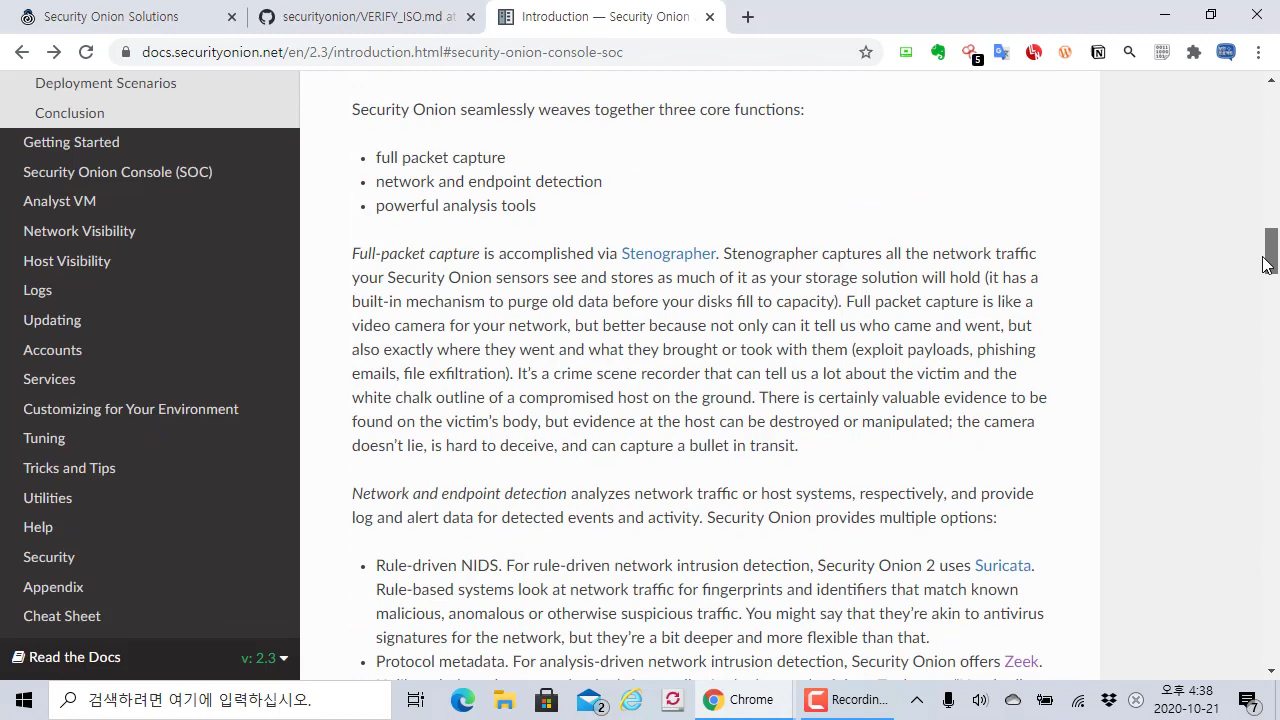 Security Onion Solutions
securityonion/VERIFY_ISO.md at
Introduction — Security Onion
docs.securityonion.net/en/2.3/introduction.html#security-onion-console-soc
5
Deployment Scenarios
Conclusion
Getting Started
Security Onion Console (SOC)
Analyst VM
Network Visibility
Host Visibility
Logs
Updating
Accounts
Services
Customizing for Your Environment
Tuning
Tricks and Tips
Utilities
Help
Security
Appendix
Cheat Sheet
Read the Docs
v: 2.3
Security Onion seamlessly weaves together three core functions:
• full packet capture
• network and endpoint detection
• powerful analysis tools
Full-packet capture is accomplished via Stenographer. Stenographer captures all the network traffic
your Security Onion sensors see and stores as much of it as your storage solution will hold (it has a
built-in mechanism to purge old data before your disks fill to capacity). Full packet capture is like a
video camera for your network, but better because not only can it tell us who came and went, but
also exactly where they went and what they brought or took with them (exploit payloads, phishing
emails, file exfiltration). It's a crime scene recorder that can tell us a lot about the victim and the
white chalk outline of a compromised host on the ground. There is certainly valuable evidence to be
found on the victim's body, but evidence at the host can be destroyed or manipulated; the camera
doesn't lie, is hard to deceive, and can capture a bullet in transit.
Network and endpoint detection analyzes network traffic or host systems, respectively, and provide
log and alert data for detected events and activity. Security Onion provides multiple options:
• Rule-driven NIDS. For rule-driven network intrusion detection, Security Onion 2 uses Suricata.
Rule-based systems look at network traffic for fingerprints and identifiers that match known
malicious, anomalous or otherwise suspicious traffic. You might say that they're akin to antivirus
signatures for the network, but they're a bit deeper and more flexible than that.
• Protocol metadata. For analysis-driven network intrusion detection, Security Onion offers Zeek.
검색하려면 여기에 입력하십시오.
2
Chrome
Recordin...
오후 4:38
2020-10-21
7